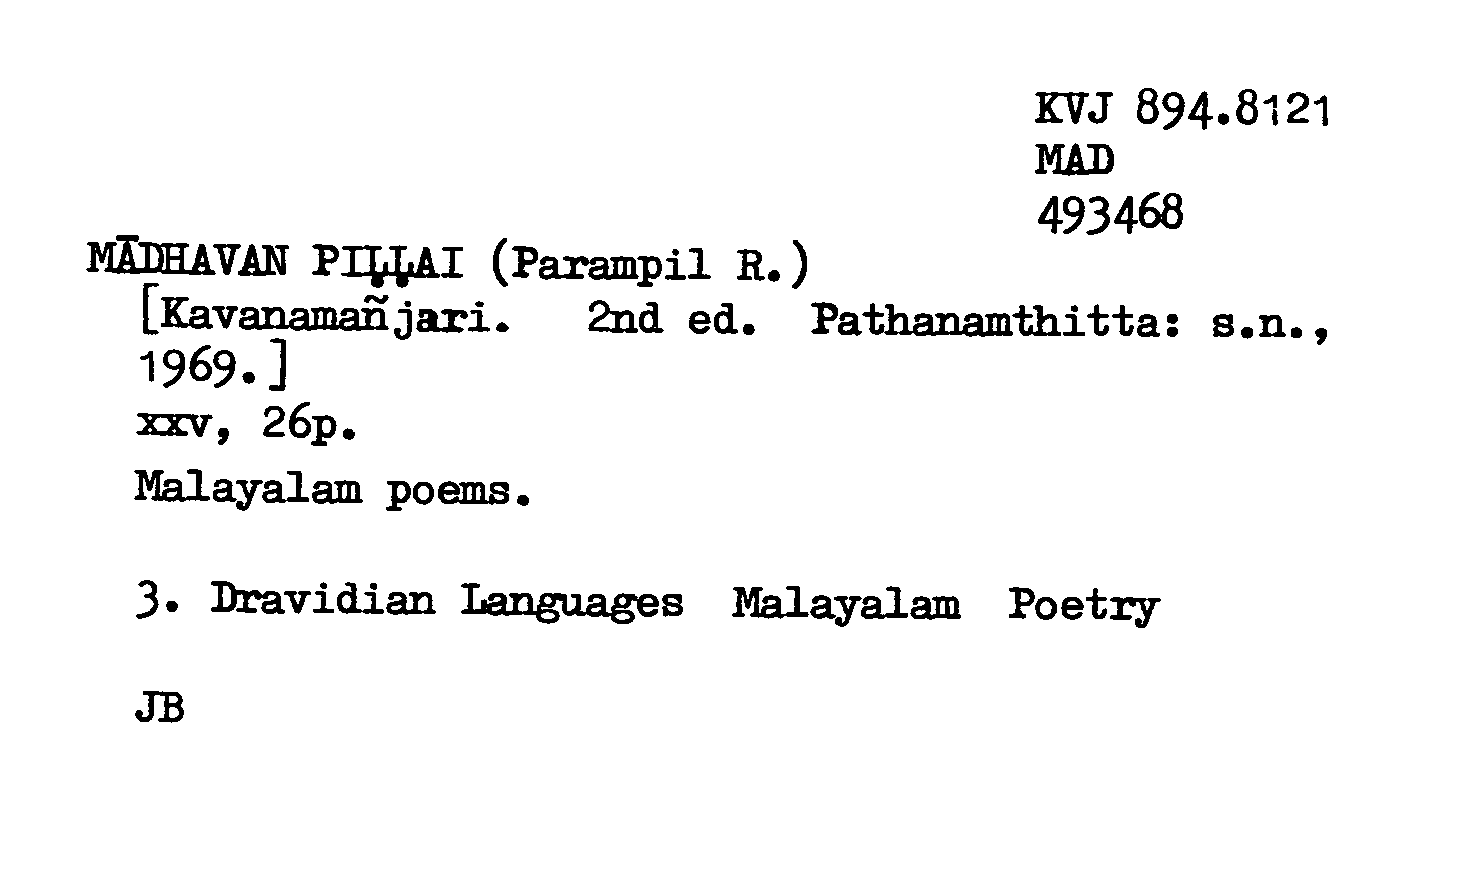 KVJ 894.8121
MAD
493468
MĀDHAVAN PIḶḶAI (Parampil R.)
[Kavanamañjari. 2nd ed. Pathanamthitta: s.n.,
1969.]
xxv, 26p.
Malayalam poems.
3. Dravidian Languages Malayalam Poetry
JB